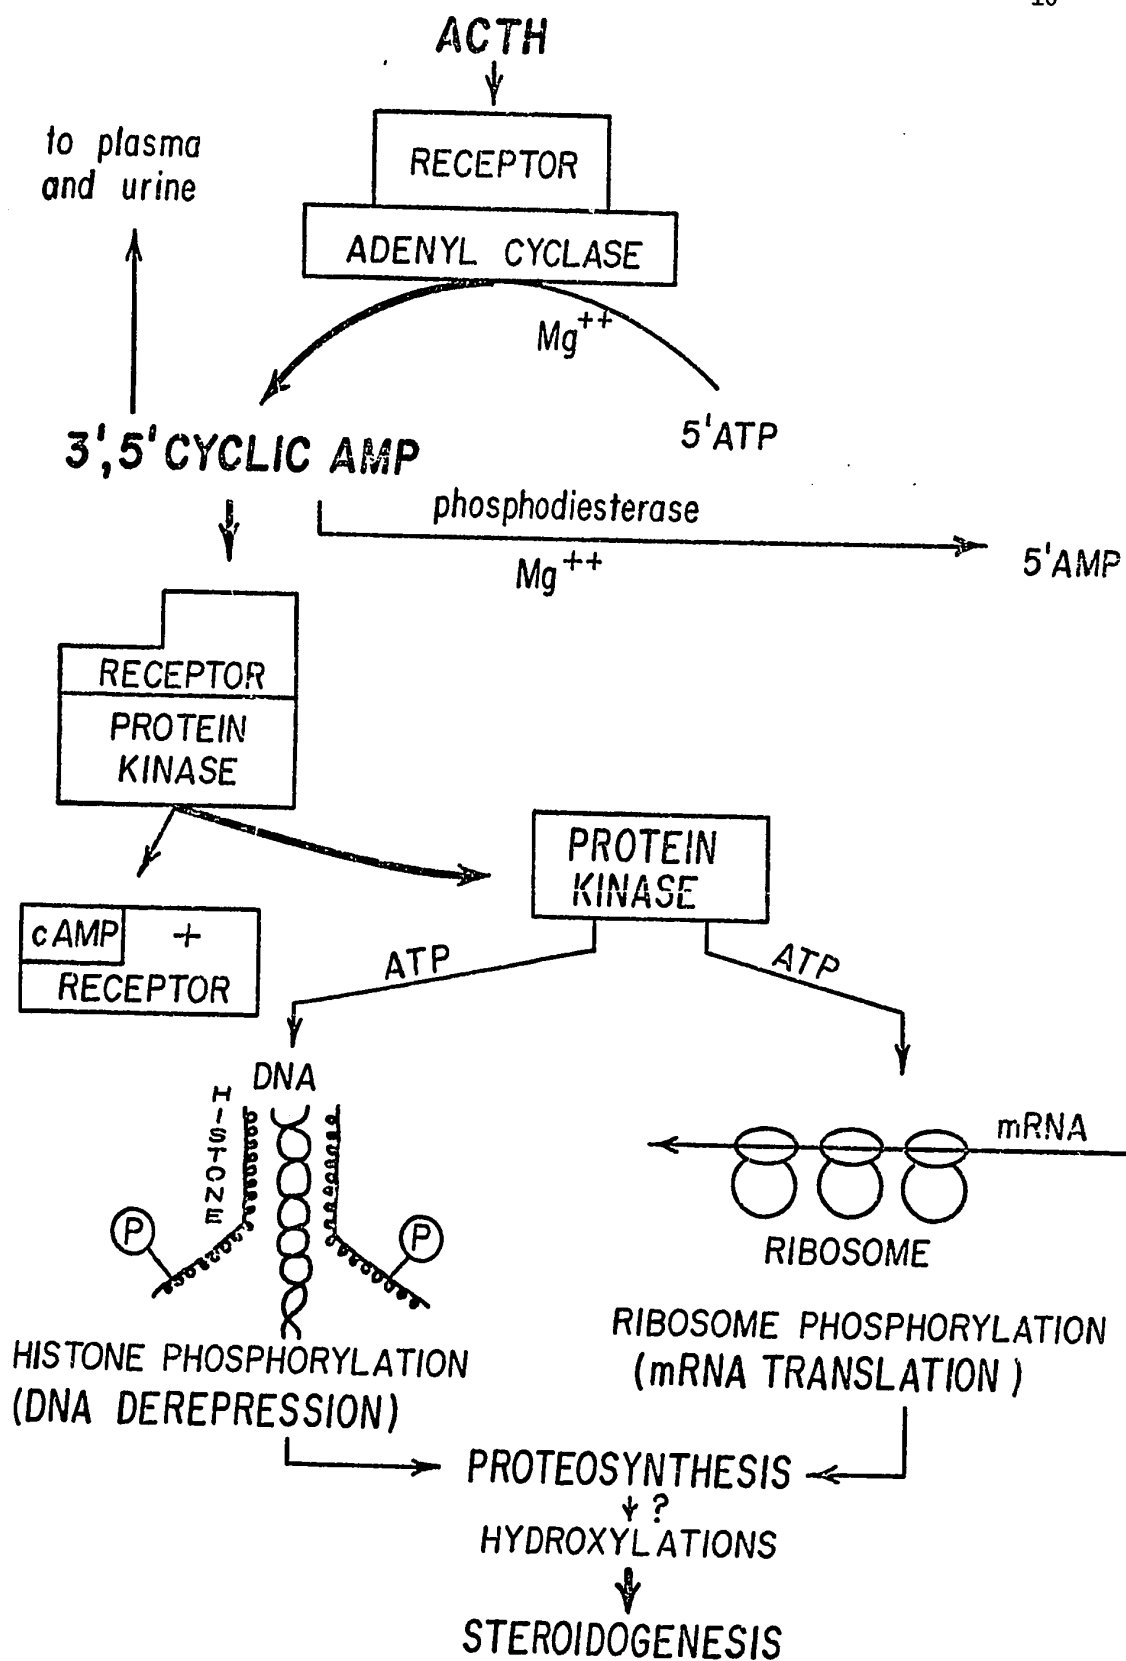 10
ACTH
to plasma
and urine
RECEPTOR
ADENYL CYCLASE
Mg++
3',5' CYCLIC AMP
5'ATP
phosphodiesterase
Mg++
5'AMP
RECEPTOR
PROTEIN
KINASE
PROTEIN
KINASE
cAMP +
RECEPTOR
ATP
ATP
DNA
HISTONE
mRNA
P
P
RIBOSOME
RIBOSOME PHOSPHORYLATION
(mRNA TRANSLATION)
HISTONE PHOSPHORYLATION
(DNA DEREPRESSION)
PROTEOSYNTHESIS
?
HYDROXYLATIONS
STEROIDOGENESIS